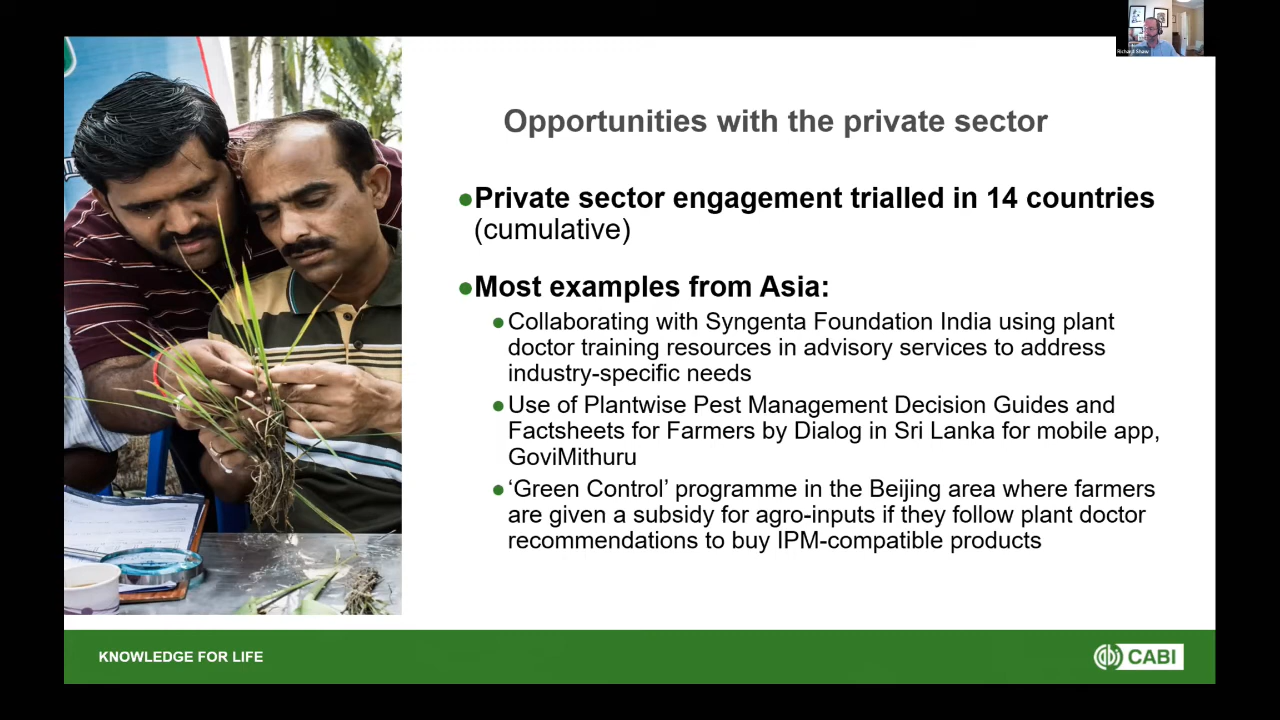 Richard Shaw
Opportunities with the private sector
●Private sector engagement trialled in 14 countries
(cumulative)
●Most examples from Asia:
●Collaborating with Syngenta Foundation India using plant
doctor training resources in advisory services to address
industry-specific needs
●Use of Plantwise Pest Management Decision Guides and
Factsheets for Farmers by Dialog in Sri Lanka for mobile app,
GoviMithuru
●‘Green Control’ programme in the Beijing area where farmers
are given a subsidy for agro-inputs if they follow plant doctor
recommendations to buy IPM-compatible products
KNOWLEDGE FOR LIFE
CABI